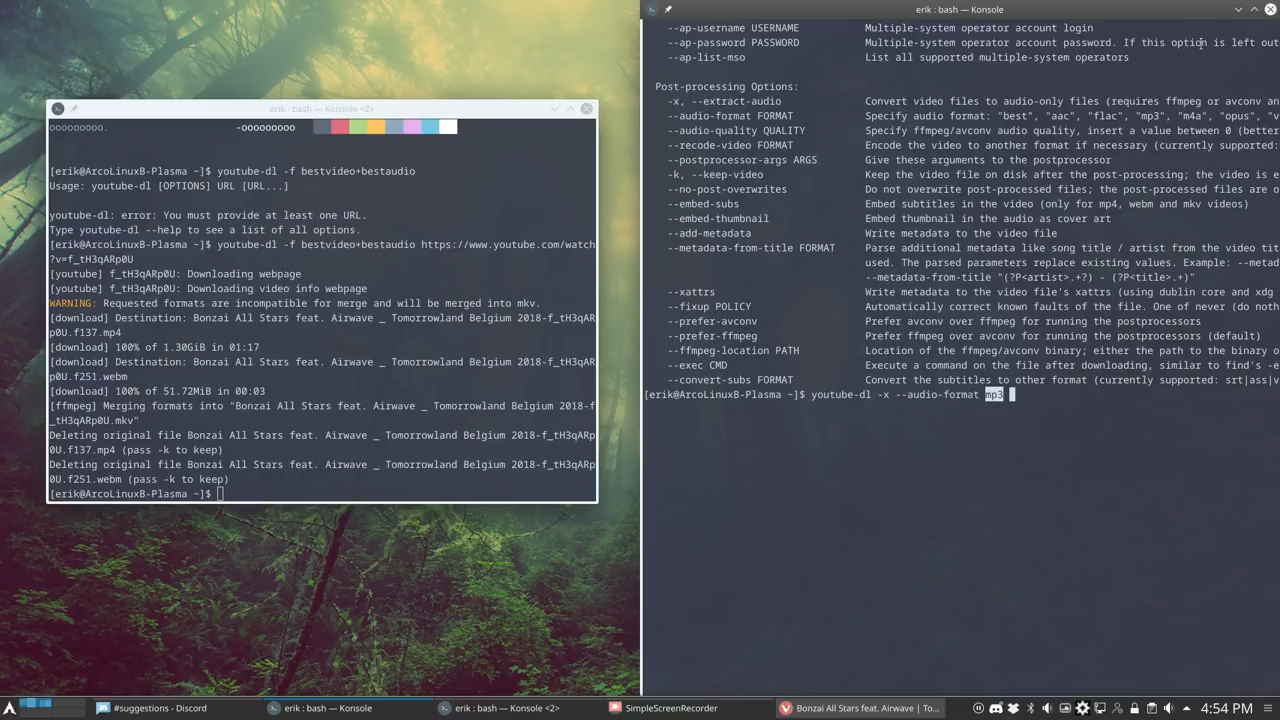 erik : bash — Konsole <2>
ooooooooo. -ooooooooo
[erik@ArcoLinuxB-Plasma ~]$ youtube-dl -f bestvideo+bestaudio
Usage: youtube-dl [OPTIONS] URL [URL...]
youtube-dl: error: You must provide at least one URL.
Type youtube-dl --help to see a list of all options.
[erik@ArcoLinuxB-Plasma ~]$ youtube-dl -f bestvideo+bestaudio https://www.youtube.com/watch
?v=f_tH3qARp0U
[youtube] f_tH3qARp0U: Downloading webpage
[youtube] f_tH3qARp0U: Downloading video info webpage
WARNING: Requested formats are incompatible for merge and will be merged into mkv.
[download] Destination: Bonzai All Stars feat. Airwave _ Tomorrowland Belgium 2018-f_tH3qAR
p0U.f137.mp4
[download] 100% of 1.30GiB in 01:17
[download] Destination: Bonzai All Stars feat. Airwave _ Tomorrowland Belgium 2018-f_tH3qAR
p0U.f251.webm
[download] 100% of 51.72MiB in 00:03
[ffmpeg] Merging formats into "Bonzai All Stars feat. Airwave _ Tomorrowland Belgium 2018-f
_tH3qARp0U.mkv"
Deleting original file Bonzai All Stars feat. Airwave _ Tomorrowland Belgium 2018-f_tH3qARp
0U.f137.mp4 (pass -k to keep)
Deleting original file Bonzai All Stars feat. Airwave _ Tomorrowland Belgium 2018-f_tH3qARp
0U.f251.webm (pass -k to keep)
[erik@ArcoLinuxB-Plasma ~]$
erik : bash — Konsole
--ap-username USERNAME Multiple-system operator account login
--ap-password PASSWORD Multiple-system operator account password. If this option is left out
--ap-list-mso List all supported multiple-system operators
Post-processing Options:
-x, --extract-audio Convert video files to audio-only files (requires ffmpeg or avconv an
--audio-format FORMAT Specify audio format: "best", "aac", "flac", "mp3", "m4a", "opus", "v
--audio-quality QUALITY Specify ffmpeg/avconv audio quality, insert a value between 0 (better
--recode-video FORMAT Encode the video to another format if necessary (currently supported:
--postprocessor-args ARGS Give these arguments to the postprocessor
-k, --keep-video Keep the video file on disk after the post-processing; the video is e
--no-post-overwrites Do not overwrite post-processed files; the post-processed files are o
--embed-subs Embed subtitles in the video (only for mp4, webm and mkv videos)
--embed-thumbnail Embed thumbnail in the audio as cover art
--add-metadata Write metadata to the video file
--metadata-from-title FORMAT Parse additional metadata like song title / artist from the video tit
used. The parsed parameters replace existing values. Example: --metad
--metadata-from-title "(?P<artist>.+?) - (?P<title>.+)"
--xattrs Write metadata to the video file's xattrs (using dublin core and xdg
--fixup POLICY Automatically correct known faults of the file. One of never (do noth
--prefer-avconv Prefer avconv over ffmpeg for running the postprocessors
--prefer-ffmpeg Prefer ffmpeg over avconv for running the postprocessors (default)
--ffmpeg-location PATH Location of the ffmpeg/avconv binary; either the path to the binary o
--exec CMD Execute a command on the file after downloading, similar to find's -e
--convert-subs FORMAT Convert the subtitles to other format (currently supported: srt|ass|v
[erik@ArcoLinuxB-Plasma ~]$ youtube-dl -x --audio-format mp3
#suggestions - Discord
erik : bash — Konsole
erik : bash — Konsole <2>
SimpleScreenRecorder
Bonzai All Stars feat. Airwave | To...
4:54 PM